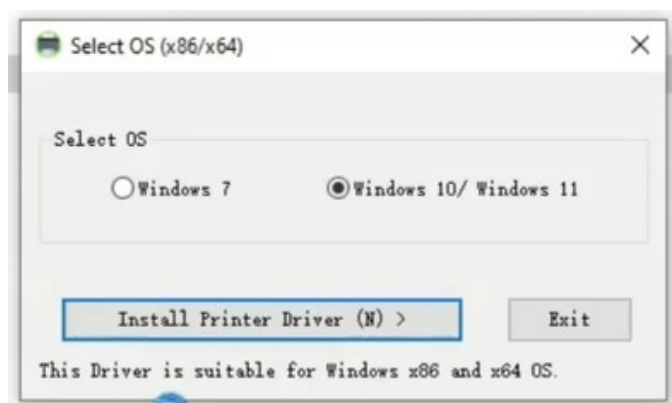 Select OS (x86/x64)
Select OS
Windows 7
Windows 10/ Windows 11
Install Printer Driver (N) >
Exit
This Driver is suitable for Windows x86 and x64 OS.